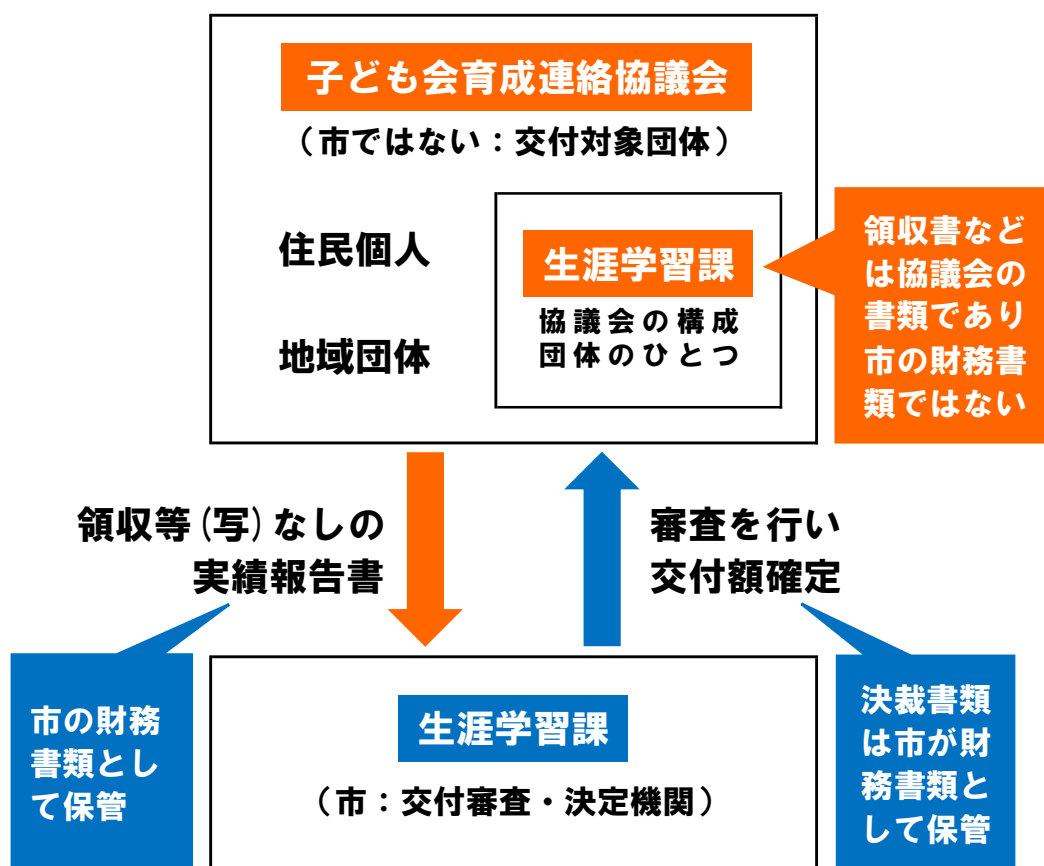 子ども会育成連絡協議会
（市ではない：交付対象団体）
住民個人
地域団体
生涯学習課
協議会の構成
団体のひとつ
領収書など
は協議会の
書類であり
市の財務書
類ではない
領収等(写)なしの
実績報告書
審査を行い
交付額確定
市の財務
書類とし
て保管
生涯学習課
（市：交付審査・決定機関）
決裁書類
は市が財
務書類と
して保管